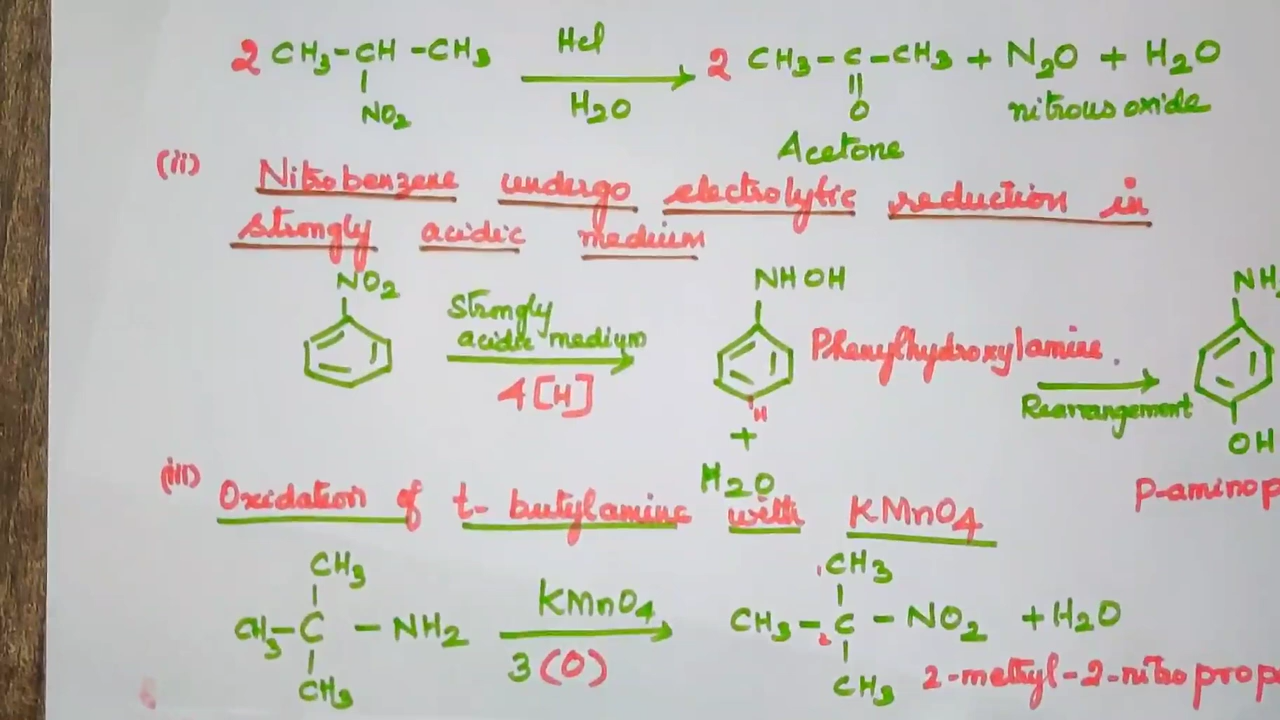 2 CH3-CH-CH3 HCl 2 CH3-C-CH3 + N2O + H2O
NO2 H2O O nitrous oxide
Acetone
(ii) Nitrobenzene undergo electrolytic reduction in
strongly acidic medium
NO2 NHOH NH
Strongly
acidic medium Phenylhydroxylamine.
4[H] Rearrangement
H
+ OH
H2O p-aminop
(iii) Oxidation of t-butylamine with KMnO4
CH3 CH3
CH3-C-NH2 KMnO4 CH3-C-NO2 + H2O
3(O)
CH3 CH3 2-methyl-2-nitroprop